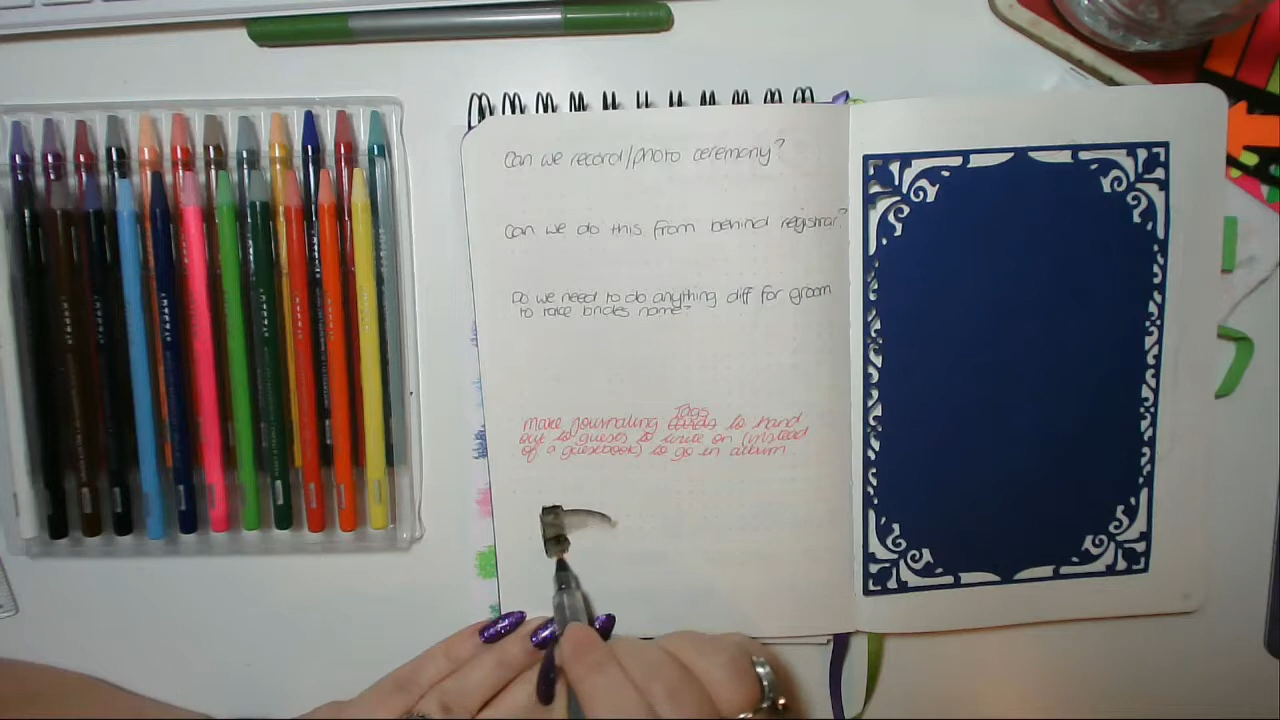 Can we record/photo ceremony?
Can we do this from behind registrar?
Do we need to do anything diff for groom
to take brides name?
Tags
Make journaling cards to hand
out to guests to write on (instead
of a guestbook) to go in album